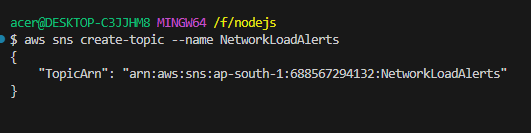 acer@DESKTOP-C3JJHM8 MINGW64 /f/nodejs
$ aws sns create-topic --name NetworkLoadAlerts
{
    "TopicArn": "arn:aws:sns:ap-south-1:688567294132:NetworkLoadAlerts"
}